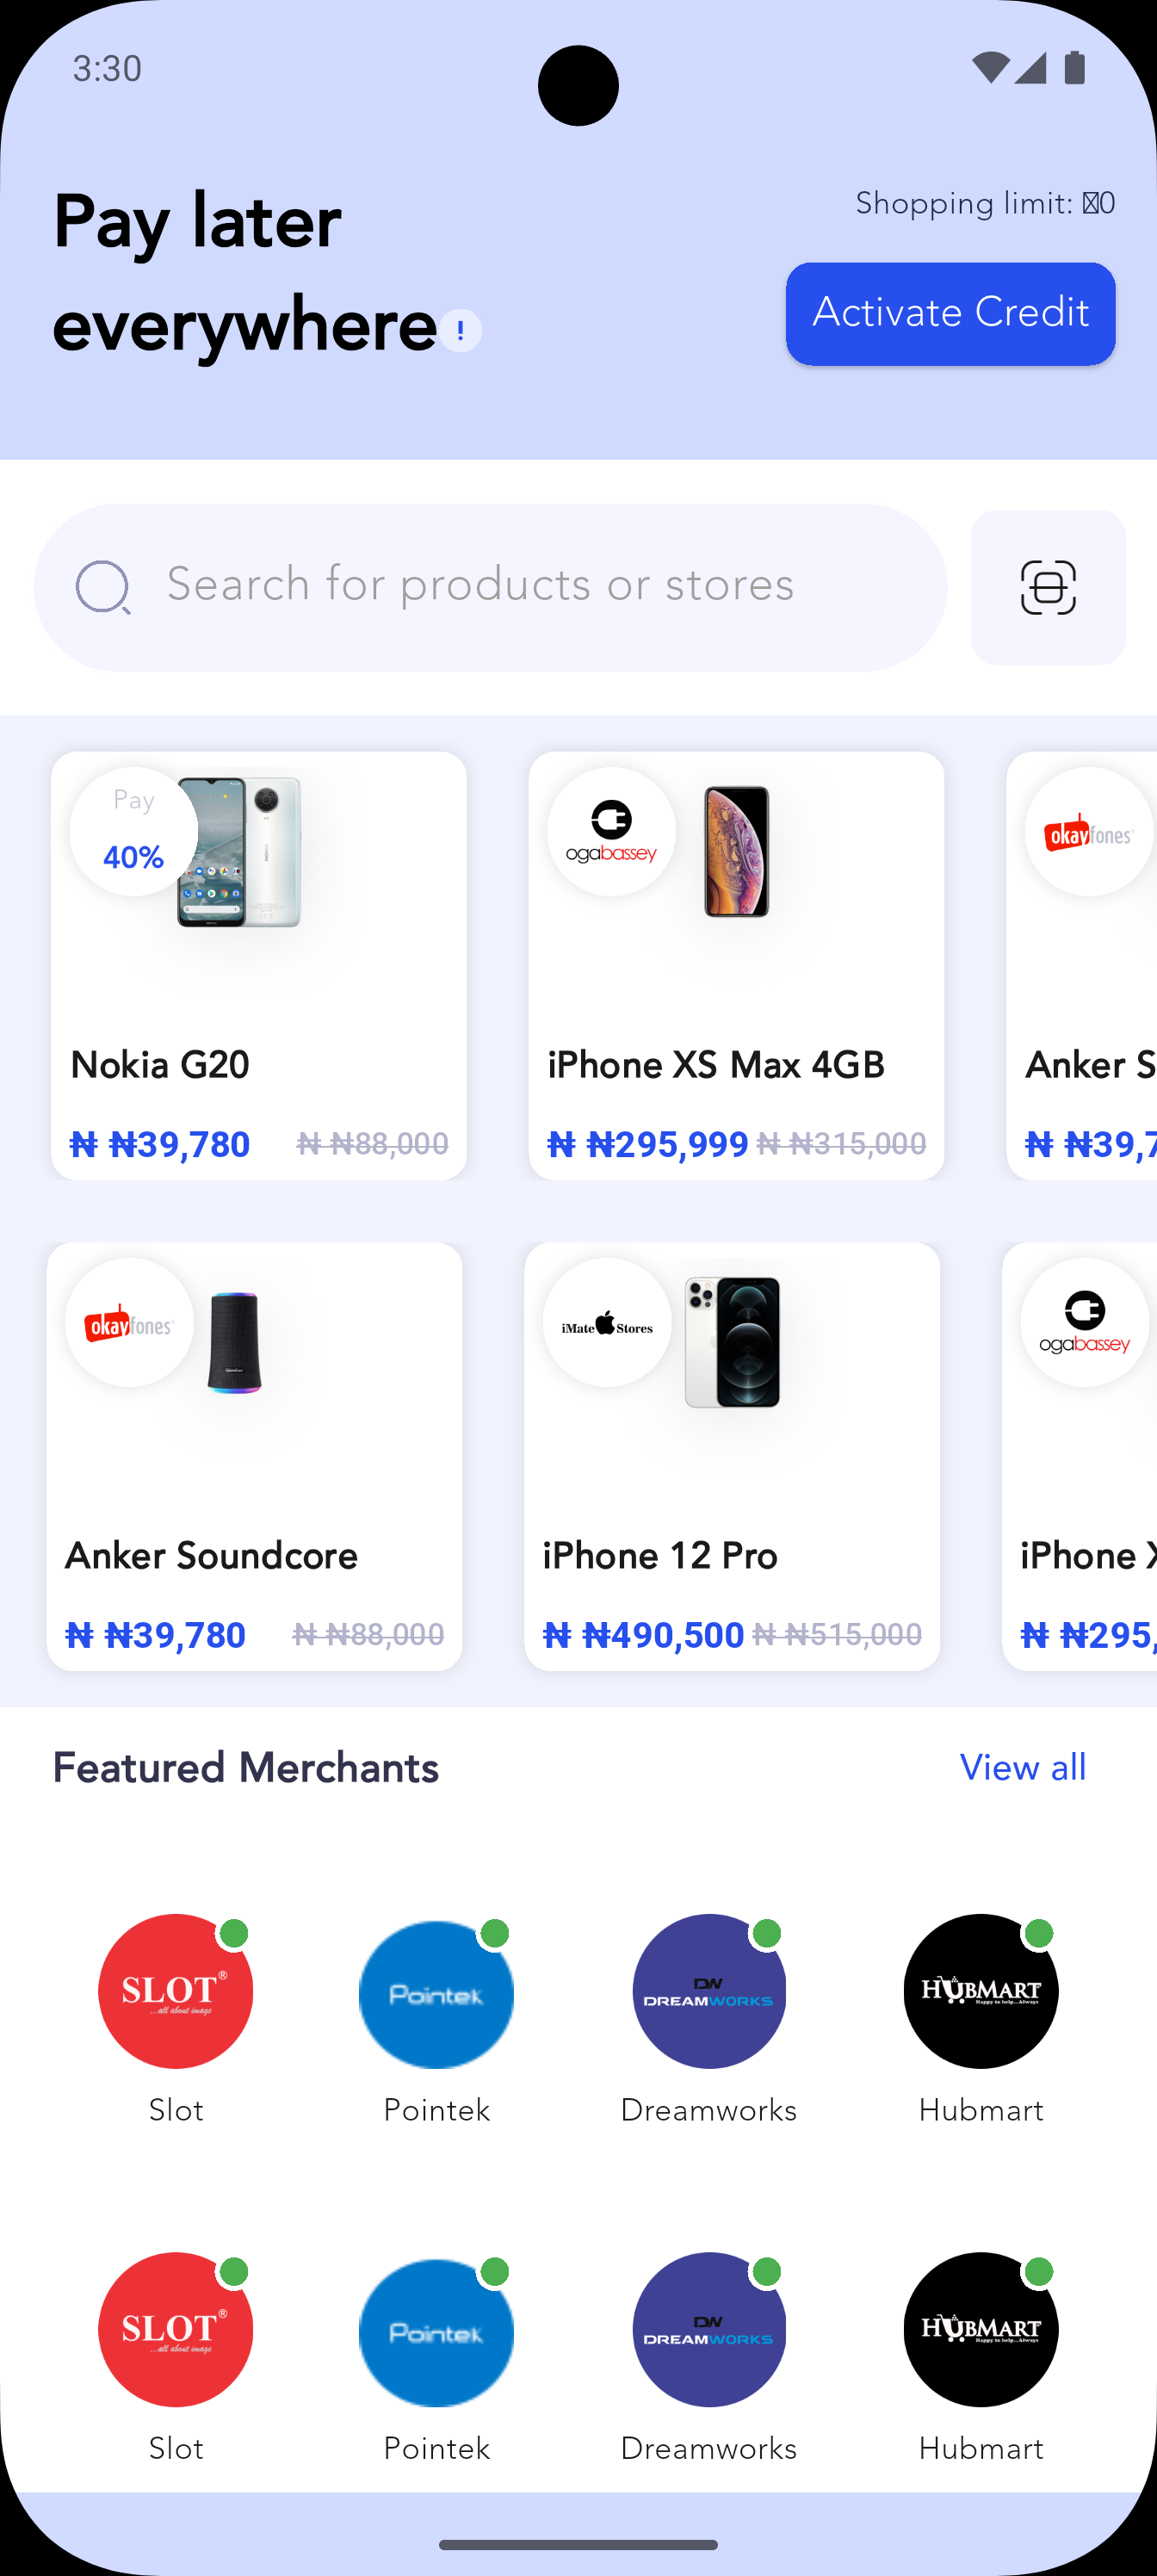 3:30
Pay later
everywhere !
Shopping limit: 0
Activate Credit
Search for products or stores
Pay
40%
ogabassey
okayfones
Nokia G20
iPhone XS Max 4GB
Anker S
₦ ₦39,780 ₦ ₦88,000
₦ ₦295,999 ₦ ₦315,000
₦ ₦39,7
okayfones
iMate Stores
ogabassey
Anker Soundcore
iPhone 12 Pro
iPhone X
₦ ₦39,780 ₦ ₦88,000
₦ ₦490,500 ₦ ₦515,000
₦ ₦295,
Featured Merchants
View all
SLOT®
...all about image
Pointek
DW
DREAMWORKS
HUBMART
Happy to help...Always
Slot
Pointek
Dreamworks
Hubmart
SLOT®
...all about image
Pointek
DW
DREAMWORKS
HUBMART
Happy to help...Always
Slot
Pointek
Dreamworks
Hubmart